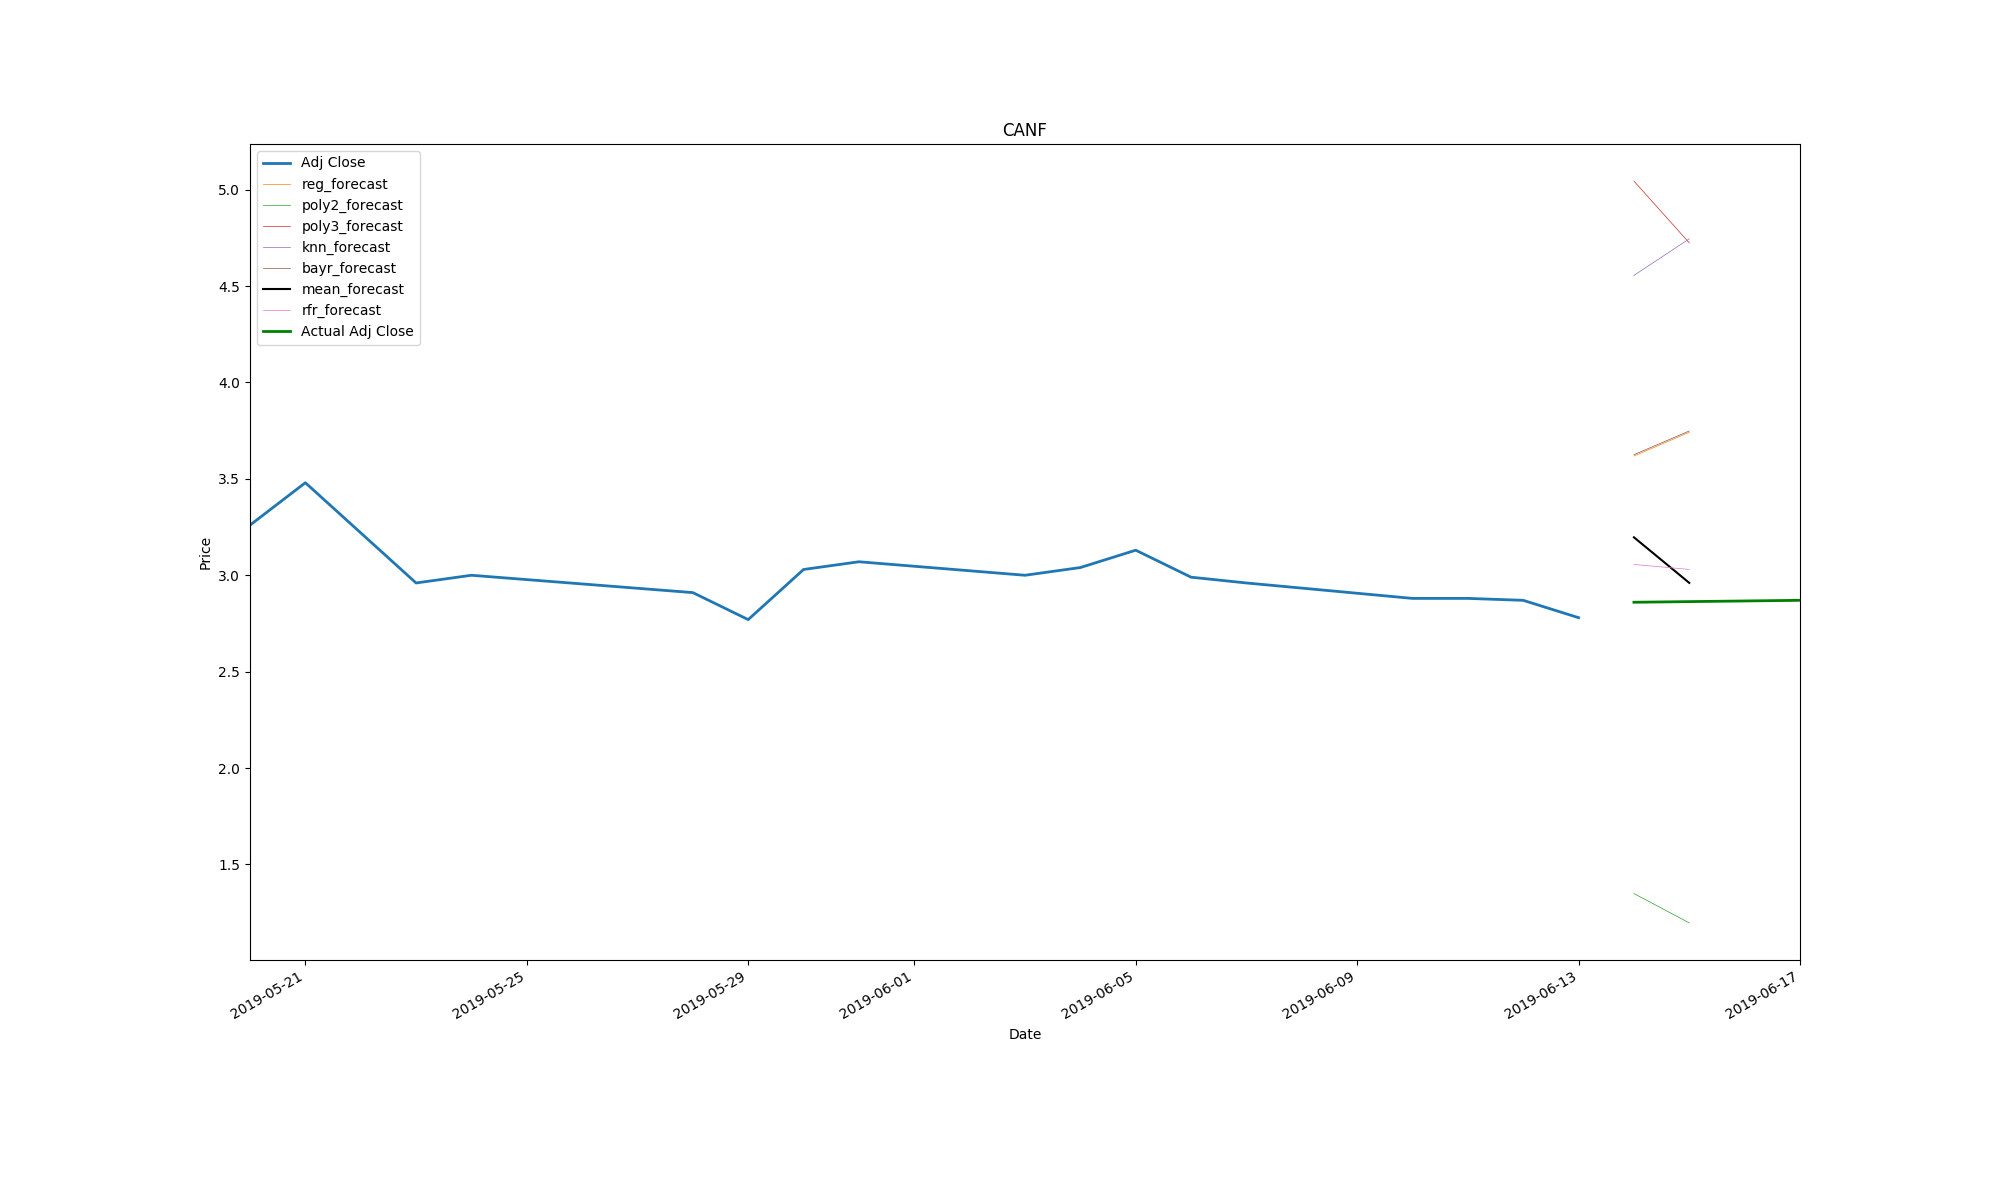 CANF
Adj Close
reg_forecast
poly2_forecast
poly3_forecast
knn_forecast
bayr_forecast
mean_forecast
rfr_forecast
Actual Adj Close
5.0
4.5
4.0
3.5
3.0
2.5
2.0
1.5
Price
2019-05-21
2019-05-25
2019-05-29
2019-06-01
2019-06-05
2019-06-09
2019-06-13
2019-06-17
Date